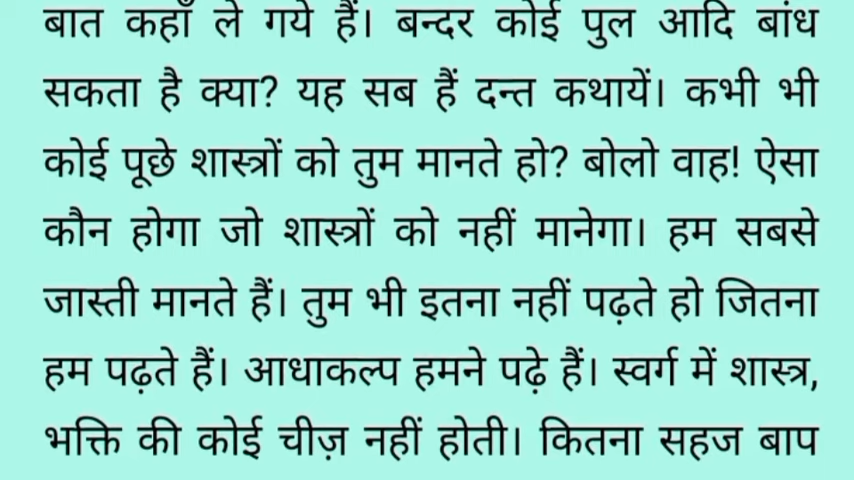 बात कहाँ ले गये हैं। बन्दर कोई पुल आदि बांध
सकता है क्या? यह सब हैं दन्त कथायें। कभी भी
कोई पूछे शास्त्रों को तुम मानते हो? बोलो वाह! ऐसा
कौन होगा जो शास्त्रों को नहीं मानेगा। हम सबसे
जास्ती मानते हैं। तुम भी इतना नहीं पढ़ते हो जितना
हम पढ़ते हैं। आधाकल्प हमने पढ़े हैं। स्वर्ग में शास्त्र,
भक्ति की कोई चीज़ नहीं होती। कितना सहज बाप